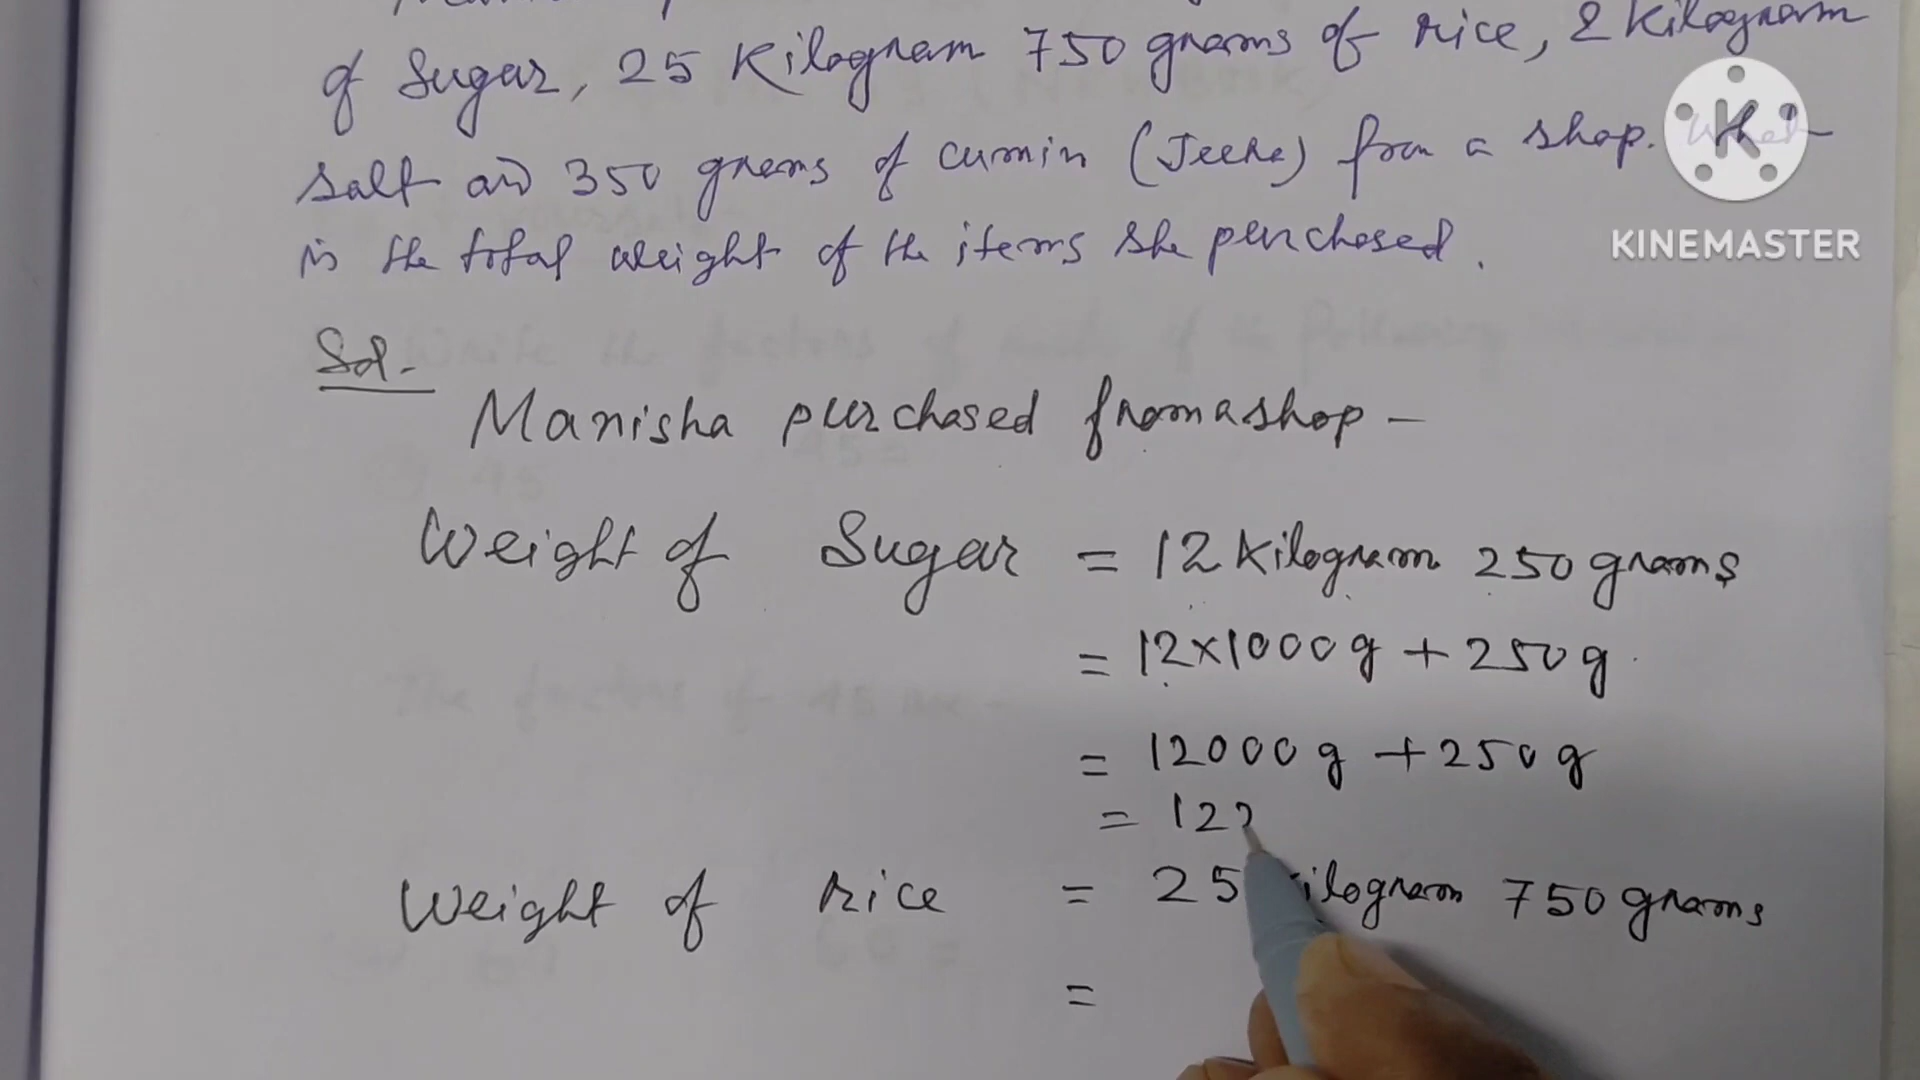 of Sugar, 25 Kilogram 750 grams of rice, 2 Kilogram
salt and 350 grams of cumin (Jeera) from a shop. What
is the total weight of the items she purchased.
Sol-
Manisha purchased from a shop -
Weight of Sugar = 12 Kilogram 250 grams
= 12×1000 g + 250 g
= 12000 g + 250 g
= 122
Weight of rice = 25 Kilogram 750 grams
=
K
KINEMASTER